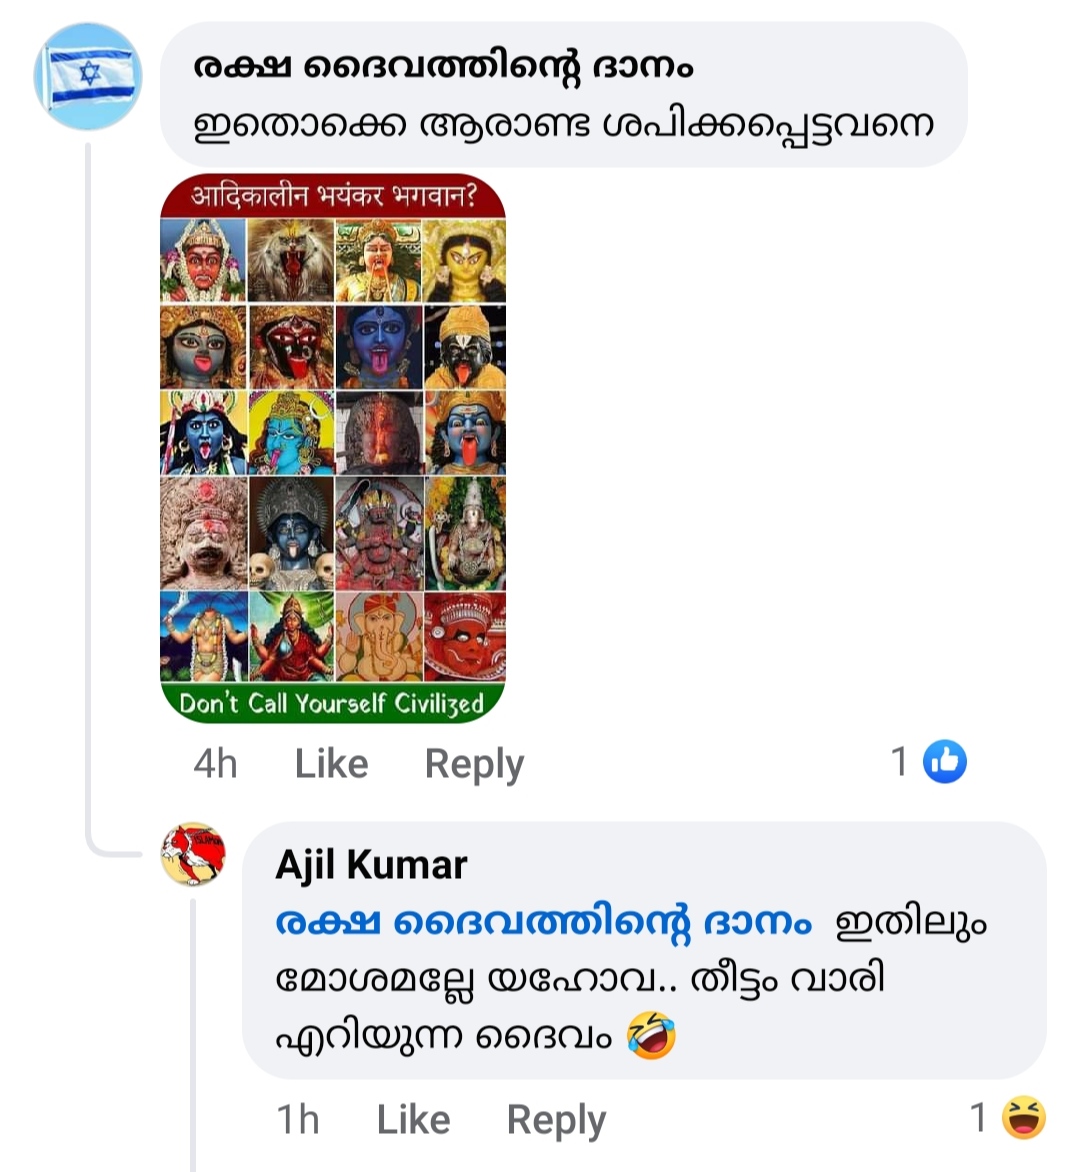 രക്ഷ ദൈവത്തിന്റെ ദാനം
ഇതൊക്കെ ആരാണ്ട ശപിക്കപ്പെട്ടവനെ
आदिकालीन भयंकर भगवान?
Don't Call Yourself Civilized
4h Like Reply 1
Ajil Kumar
രക്ഷ ദൈവത്തിന്റെ ദാനം ഇതിലും
മോശമല്ലേ യഹോവ.. തീട്ടം വാരി
എറിയുന്ന ദൈവം 🤣
1h Like Reply 1